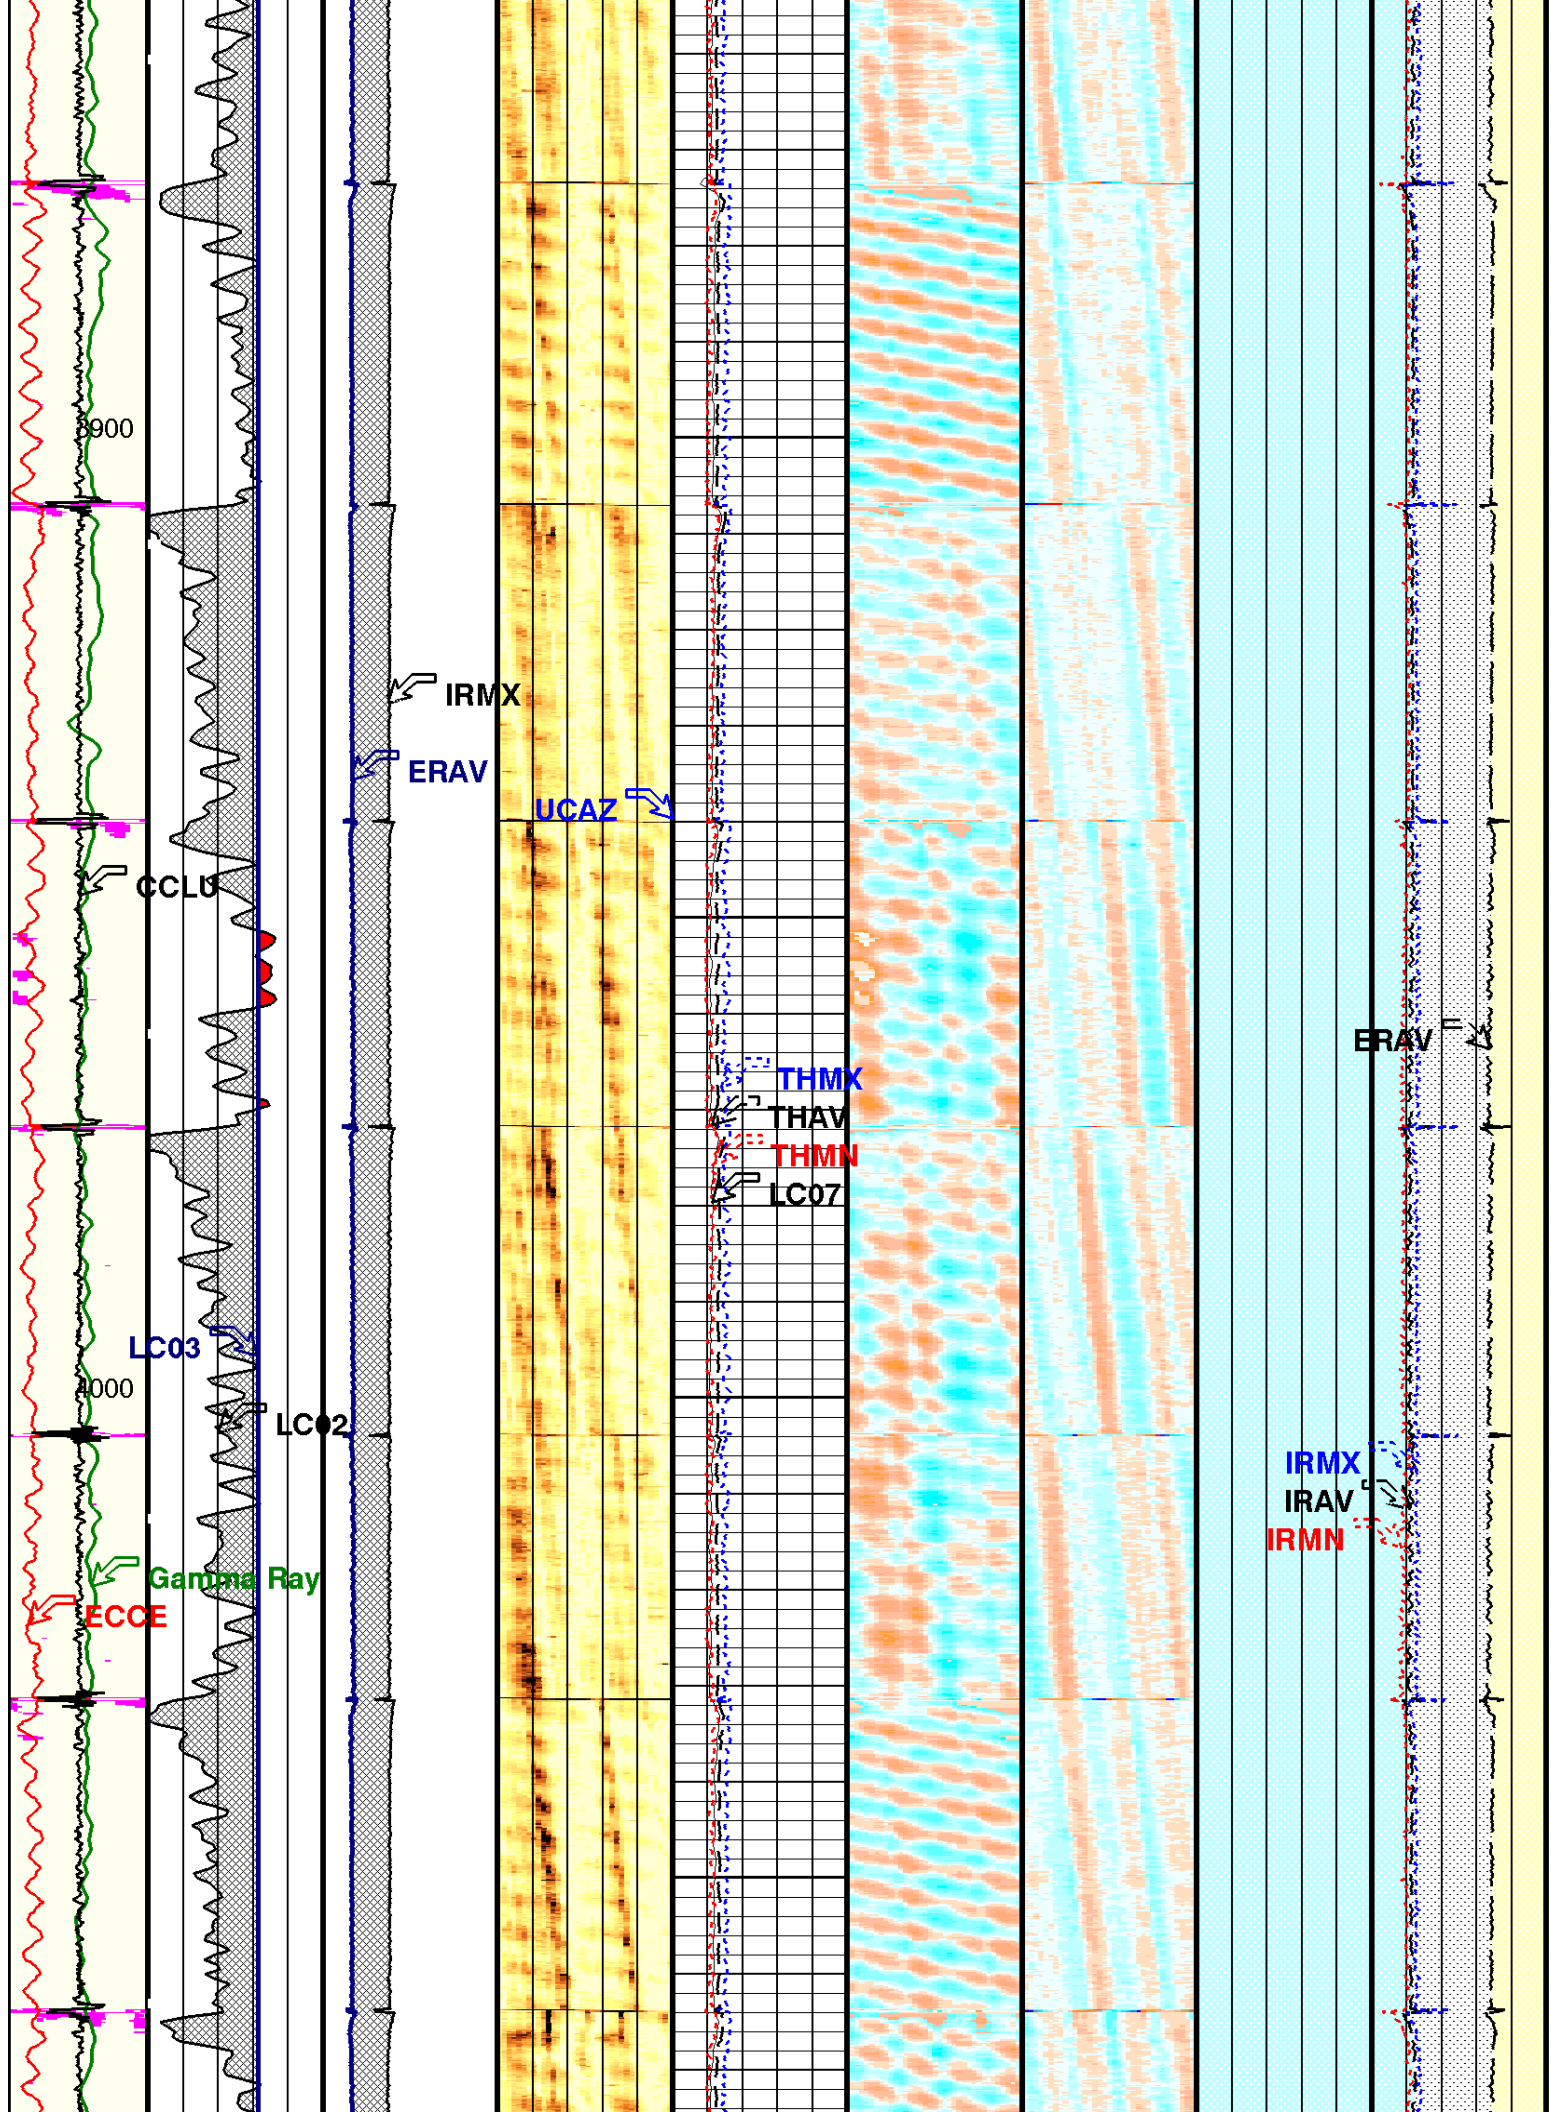 3900
IRMX
ERAV
UCAZ
CCLU
ERAV
THMX
THAV
THMN
LC07
LC03
4000
LC02
IRMX
IRAV
IRMN
Gamma Ray
ECCE